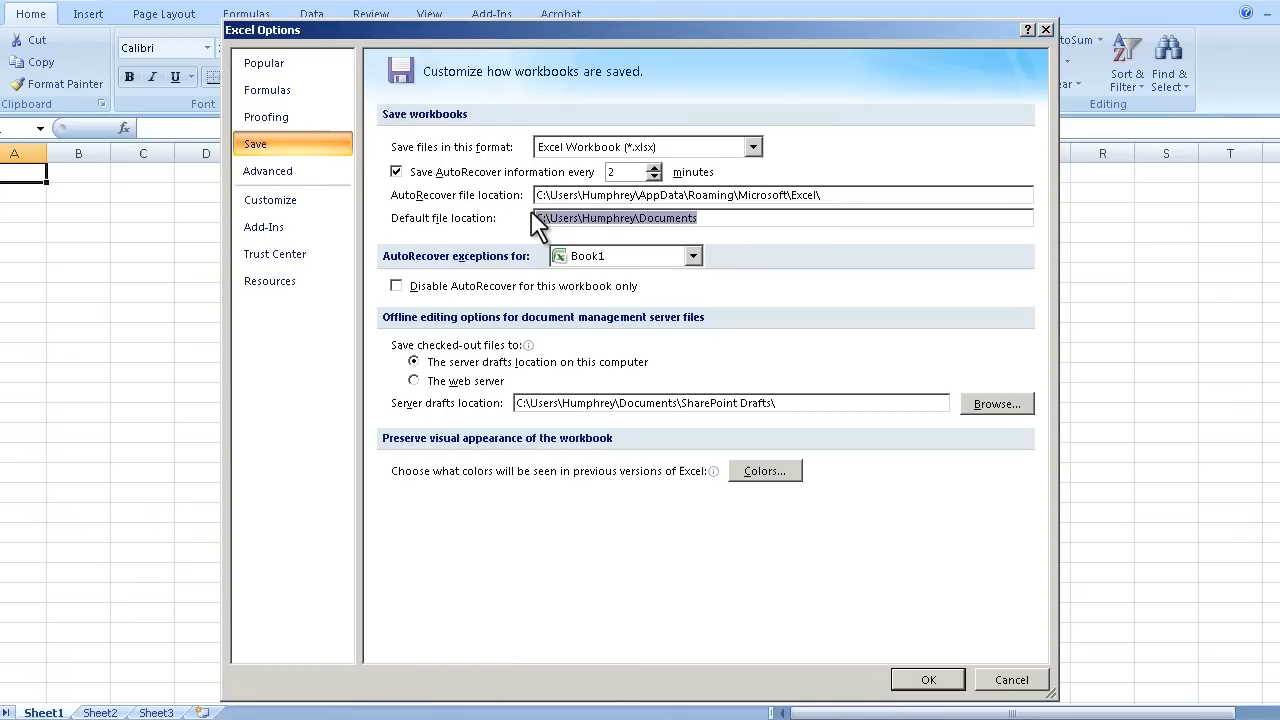 Home Insert Page Layout Formulas Data Review View Add-Ins Acrobat
Excel Options
Cut
Copy
Format Painter
Clipboard
Calibri
B I U
Font
AutoSum
Sort & Filter
Find & Select
Editing
fx
A B C D R S T
Popular
Formulas
Proofing
Save
Advanced
Customize
Add-Ins
Trust Center
Resources
Customize how workbooks are saved.
Save workbooks
Save files in this format: Excel Workbook (*.xlsx)
Save AutoRecover information every 2 minutes
AutoRecover file location: C:\Users\Humphrey\AppData\Roaming\Microsoft\Excel\
Default file location: C:\Users\Humphrey\Documents
AutoRecover exceptions for: Book1
Disable AutoRecover for this workbook only
Offline editing options for document management server files
Save checked-out files to:
The server drafts location on this computer
The web server
Server drafts location: C:\Users\Humphrey\Documents\SharePoint Drafts\ Browse...
Preserve visual appearance of the workbook
Choose what colors will be seen in previous versions of Excel: Colors...
OK Cancel
Sheet1 Sheet2 Sheet3